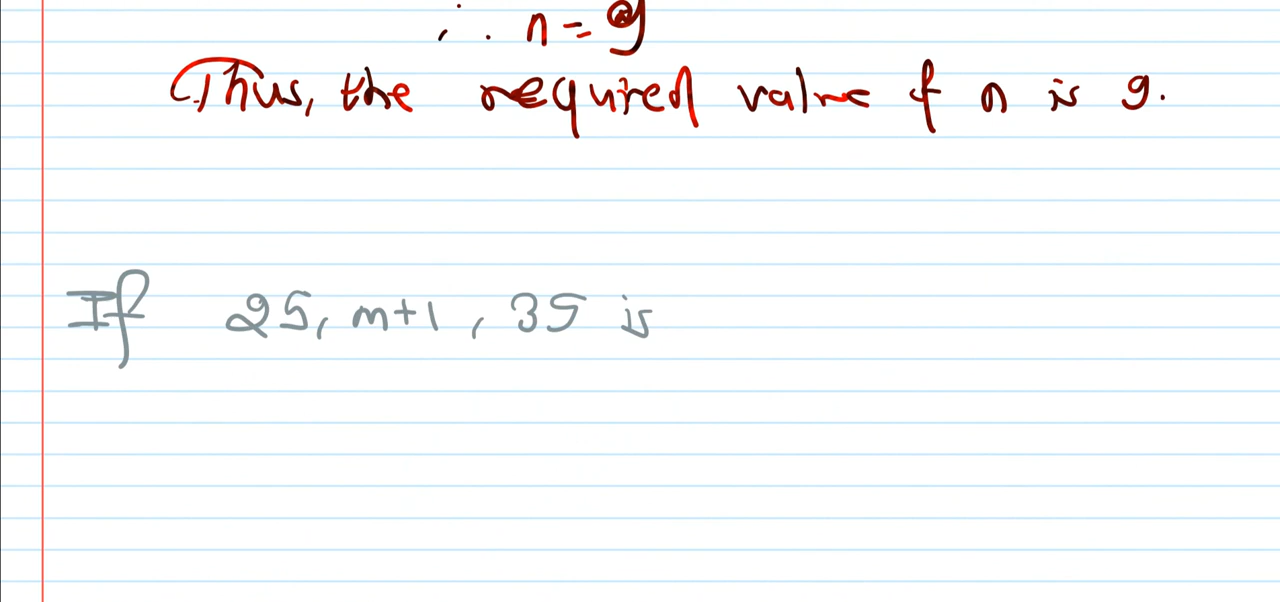 ∴ n = 9
Thus, the required value of n is 9.
If 25, m+1, 35 is